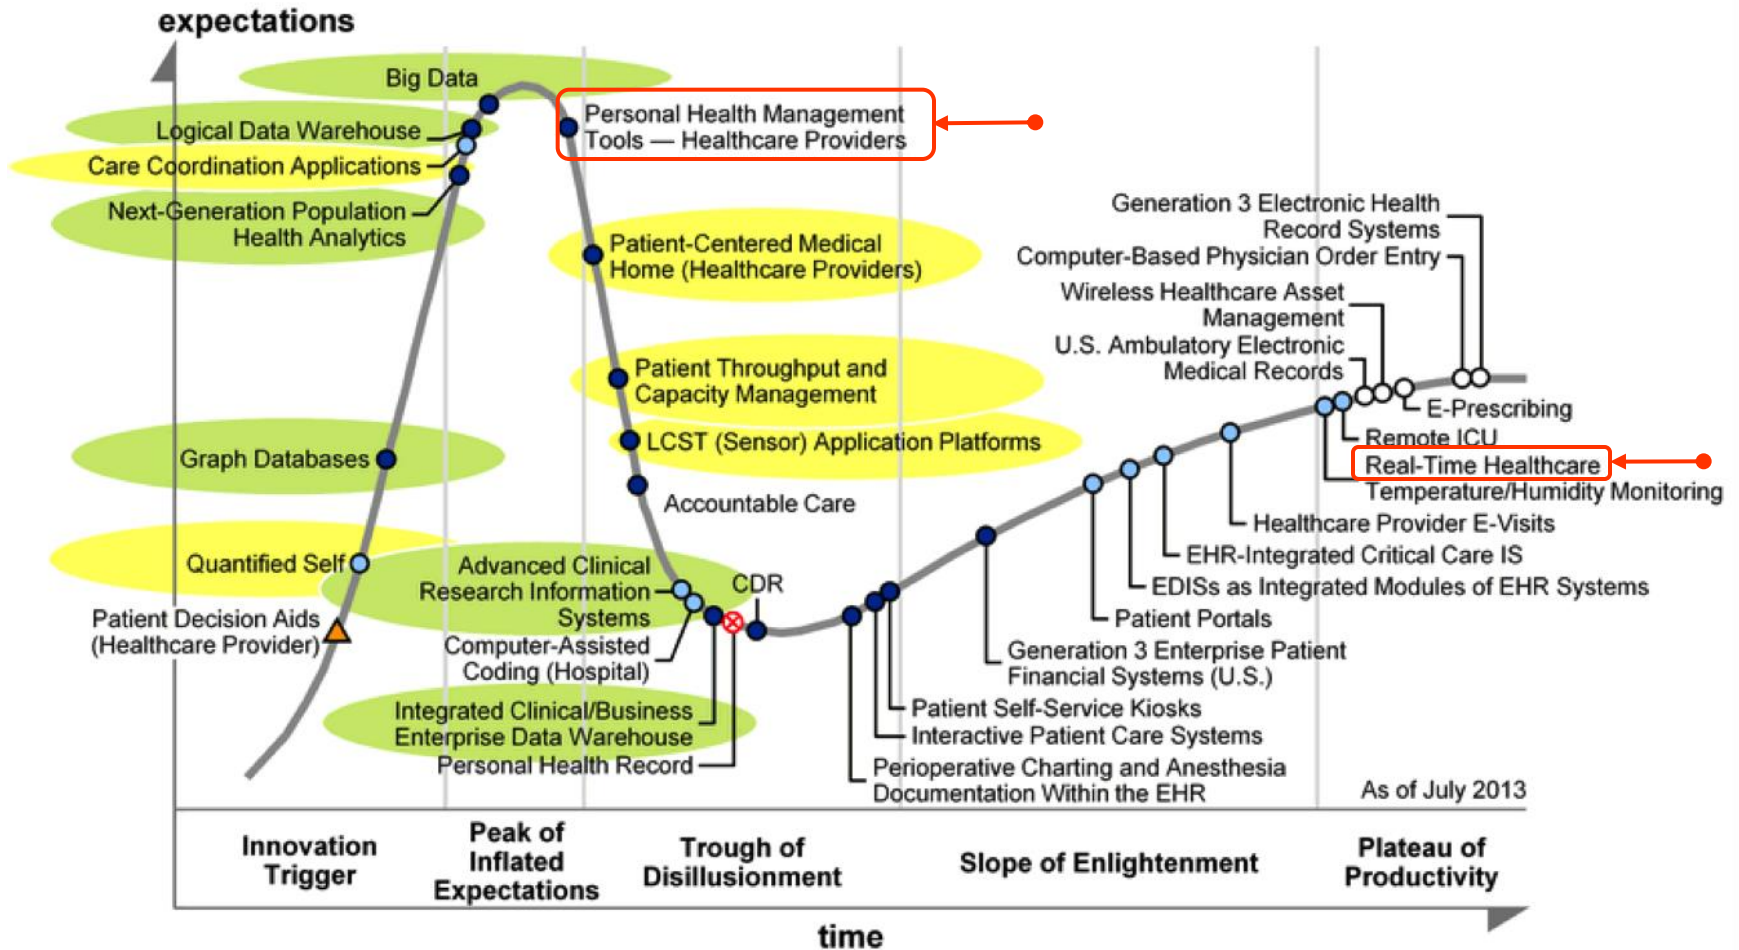 expectations
Big Data
Logical Data Warehouse
Care Coordination Applications
Next-Generation Population
Health Analytics
Graph Databases
Quantified Self
Patient Decision Aids
(Healthcare Provider)
Personal Health Management
Tools — Healthcare Providers
Patient-Centered Medical
Home (Healthcare Providers)
Patient Throughput and
Capacity Management
LCST (Sensor) Application Platforms
Accountable Care
Advanced Clinical
Research Information
Systems
Computer-Assisted
Coding (Hospital)
Integrated Clinical/Business
Enterprise Data Warehouse
Personal Health Record
CDR
Generation 3 Electronic Health
Record Systems
Computer-Based Physician Order Entry
Wireless Healthcare Asset
Management
U.S. Ambulatory Electronic
Medical Records
E-Prescribing
Remote ICU
Real-Time Healthcare
Temperature/Humidity Monitoring
Healthcare Provider E-Visits
EHR-Integrated Critical Care IS
EDISs as Integrated Modules of EHR Systems
Patient Portals
Generation 3 Enterprise Patient
Financial Systems (U.S.)
Patient Self-Service Kiosks
Interactive Patient Care Systems
Perioperative Charting and Anesthesia
Documentation Within the EHR
As of July 2013
Innovation
Trigger
Peak of
Inflated
Expectations
Trough of
Disillusionment
Slope of Enlightenment
Plateau of
Productivity
time